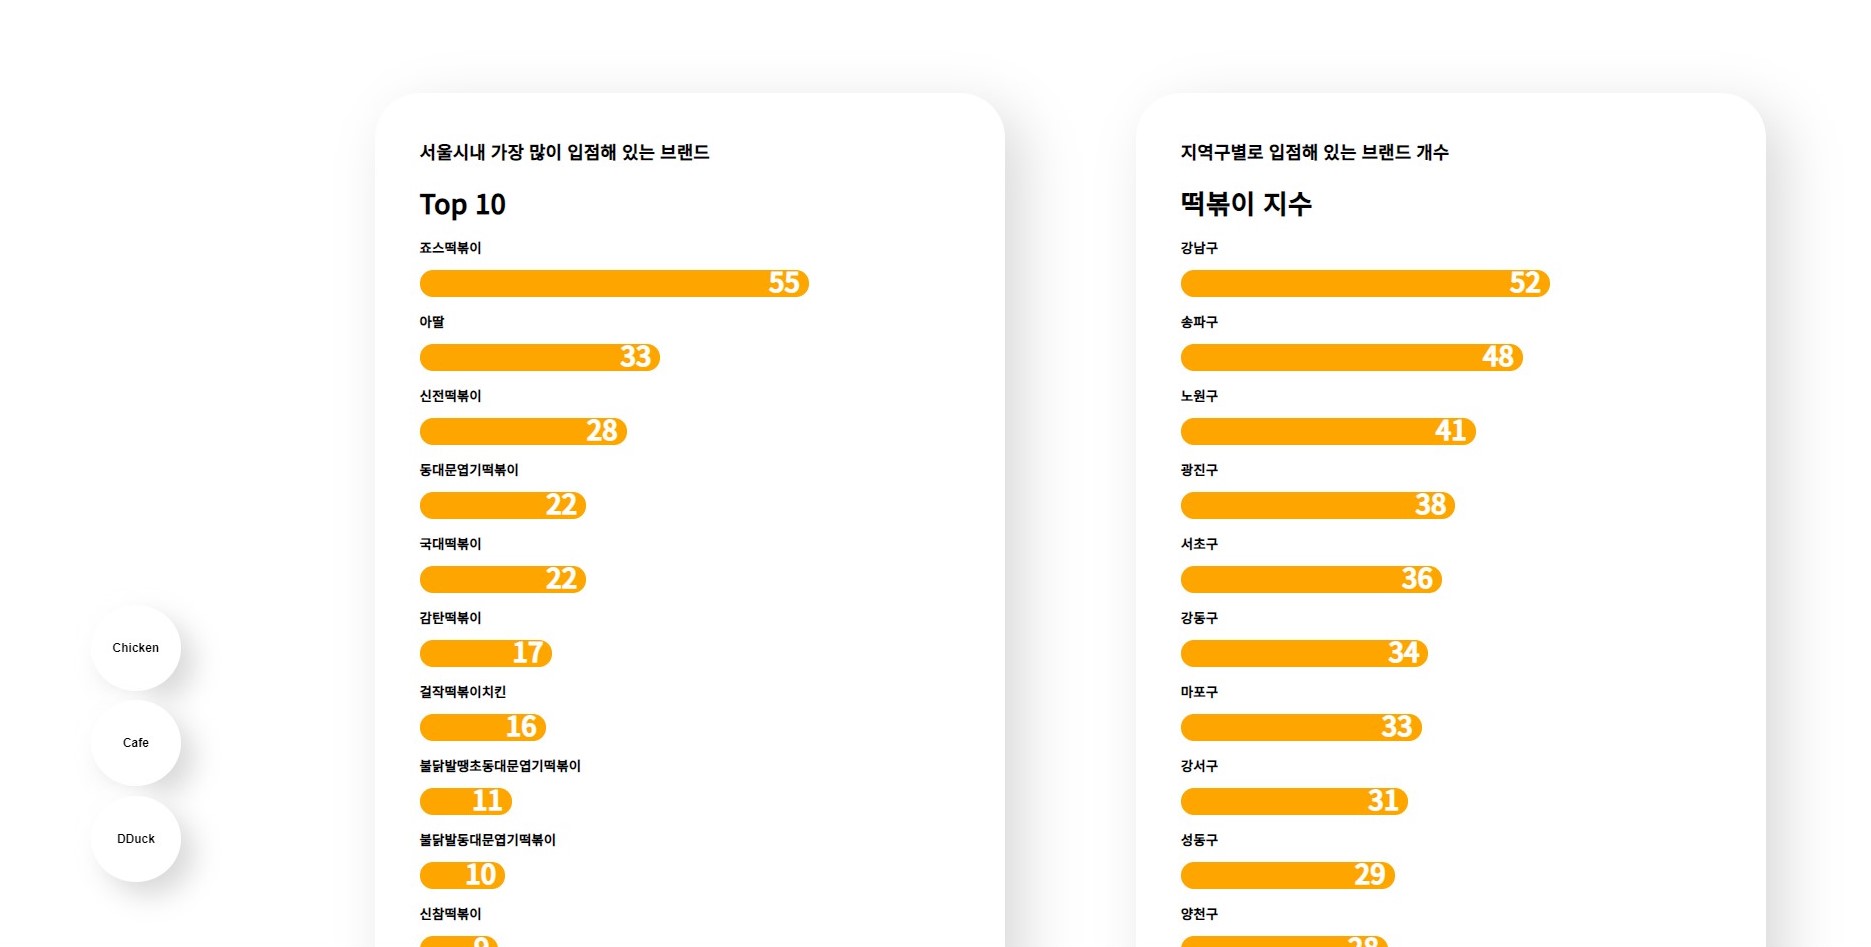 서울시내 가장 많이 입점해 있는 브랜드
Top 10
죠스떡볶이
55
아딸
33
신전떡볶이
28
동대문엽기떡볶이
22
국대떡볶이
22
감탄떡볶이
17
걸작떡볶이치킨
16
불닭발땡초동대문엽기떡볶이
11
불닭발동대문엽기떡볶이
10
신참떡볶이
9
지역구별로 입점해 있는 브랜드 개수
떡볶이 지수
강남구
52
송파구
48
노원구
41
광진구
38
서초구
36
강동구
34
마포구
33
강서구
31
성동구
29
양천구
28
Chicken
Cafe
DDuck